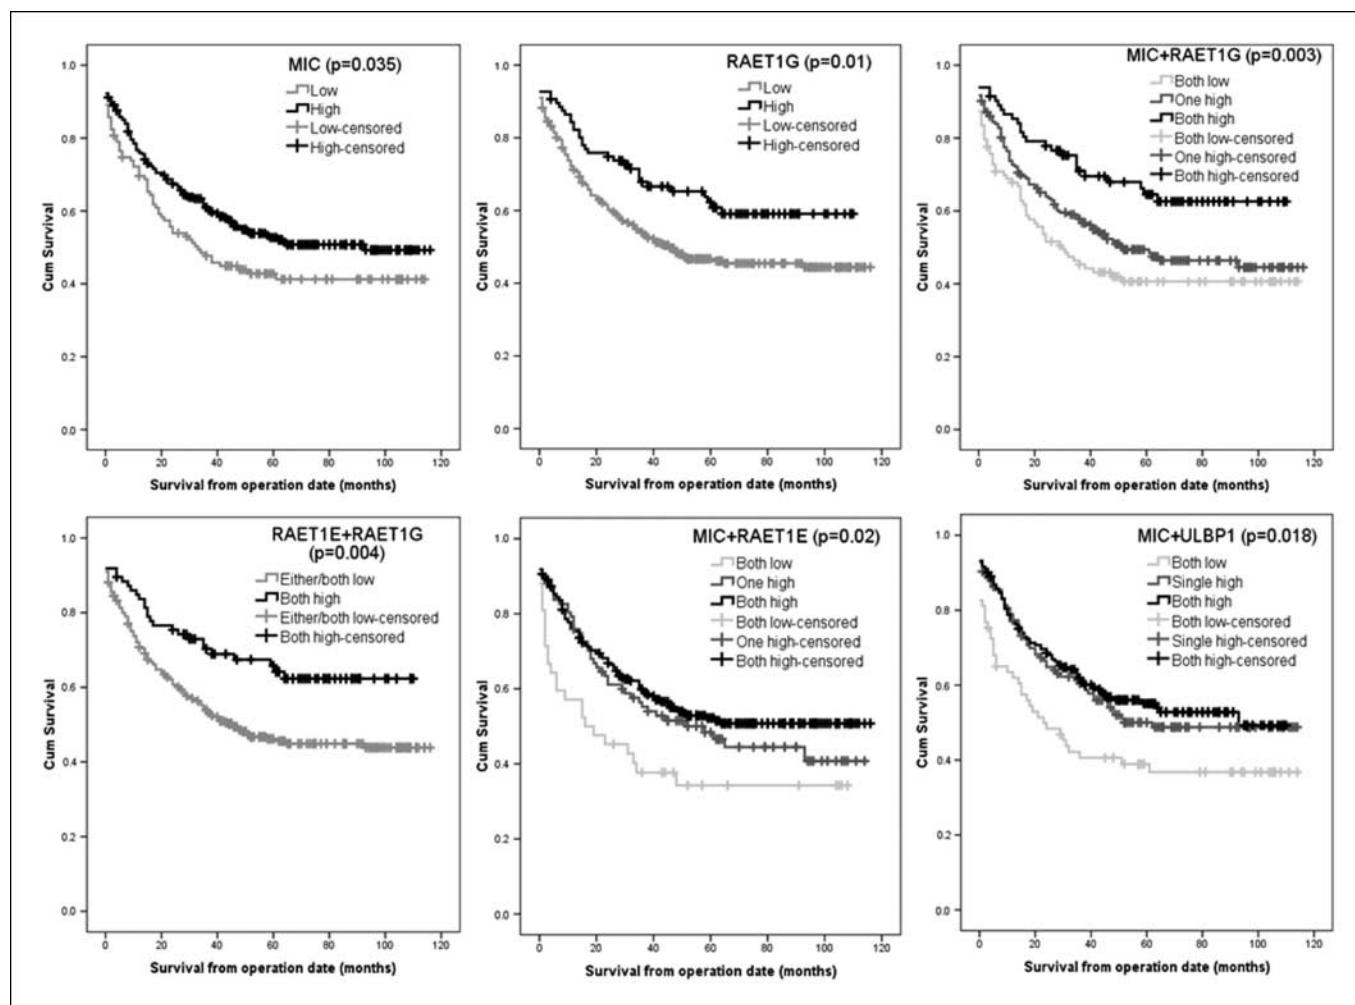 MIC (p=0.035)
Low
High
Low-censored
High-censored
1.0
0.8
0.6
0.4
0.2
0.0
Cum Survival
0 20 40 60 80 100 120
Survival from operation date (months)
RAET1G (p=0.01)
Low
High
Low-censored
High-censored
1.0
0.8
0.6
0.4
0.2
0.0
Cum Survival
0 20 40 60 80 100 120
Survival from operation date (months)
MIC+RAET1G (p=0.003)
Both low
One high
Both high
Both low-censored
One high-censored
Both high-censored
1.0
0.8
0.6
0.4
0.2
0.0
Cum Survival
0 20 40 60 80 100 120
Survival from operation date (months)
RAET1E+RAET1G
(p=0.004)
Either/both low
Both high
Either/both low-censored
Both high-censored
1.0
0.8
0.6
0.4
0.2
0.0
Cum Survival
0 20 40 60 80 100 120
Survival from operation date (months)
MIC+RAET1E (p=0.02)
Both low
One high
Both high
Both low-censored
One high-censored
Both high-censored
1.0
0.8
0.6
0.4
0.2
0.0
Cum Survival
0 20 40 60 80 100 120
Survival from operation date (months)
MIC+ULBP1 (p=0.018)
Both low
Single high
Both high
Both low-censored
Single high-censored
Both high-censored
1.0
0.8
0.6
0.4
0.2
0.0
Cum Survival
0 20 40 60 80 100 120
Survival from operation date (months)